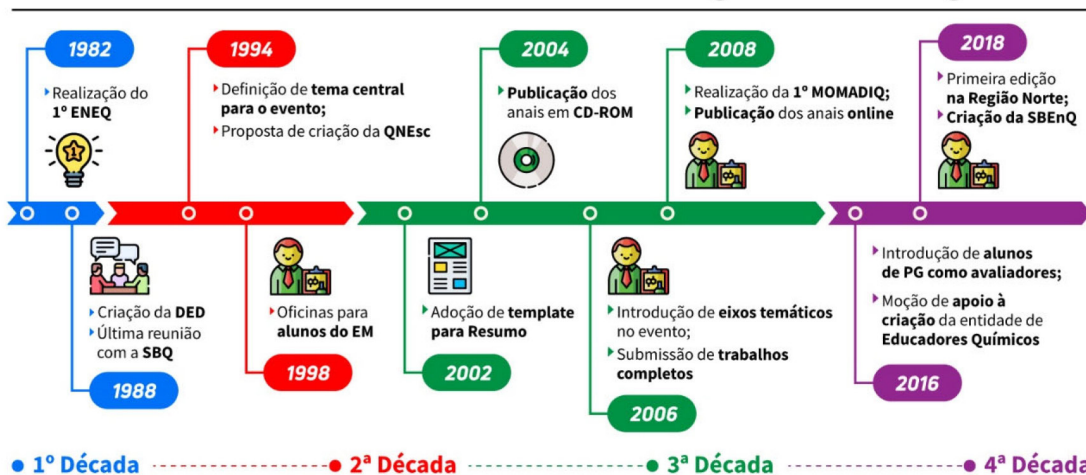 1982
Realização do
1º ENEQ
1994
Definição de tema central
para o evento;
Proposta de criação da QNEsc
2004
Publicação dos
anais em CD-ROM
2008
Realização da 1º MOMADIQ;
Publicação dos anais online
2018
Primeira edição
na Região Norte;
Criação da SBEnQ
Criação da DED
Última reunião
com a SBQ
1988
Oficinas para
alunos do EM
1998
Adoção de template
para Resumo
2002
Introdução de eixos temáticos
no evento;
Submissão de trabalhos
completos
2006
Introdução de alunos
de PG como avaliadores;
Moção de apoio à
criação da entidade de
Educadores Químicos
2016
1º Década
2ª Década
3ª Década
4ª Década